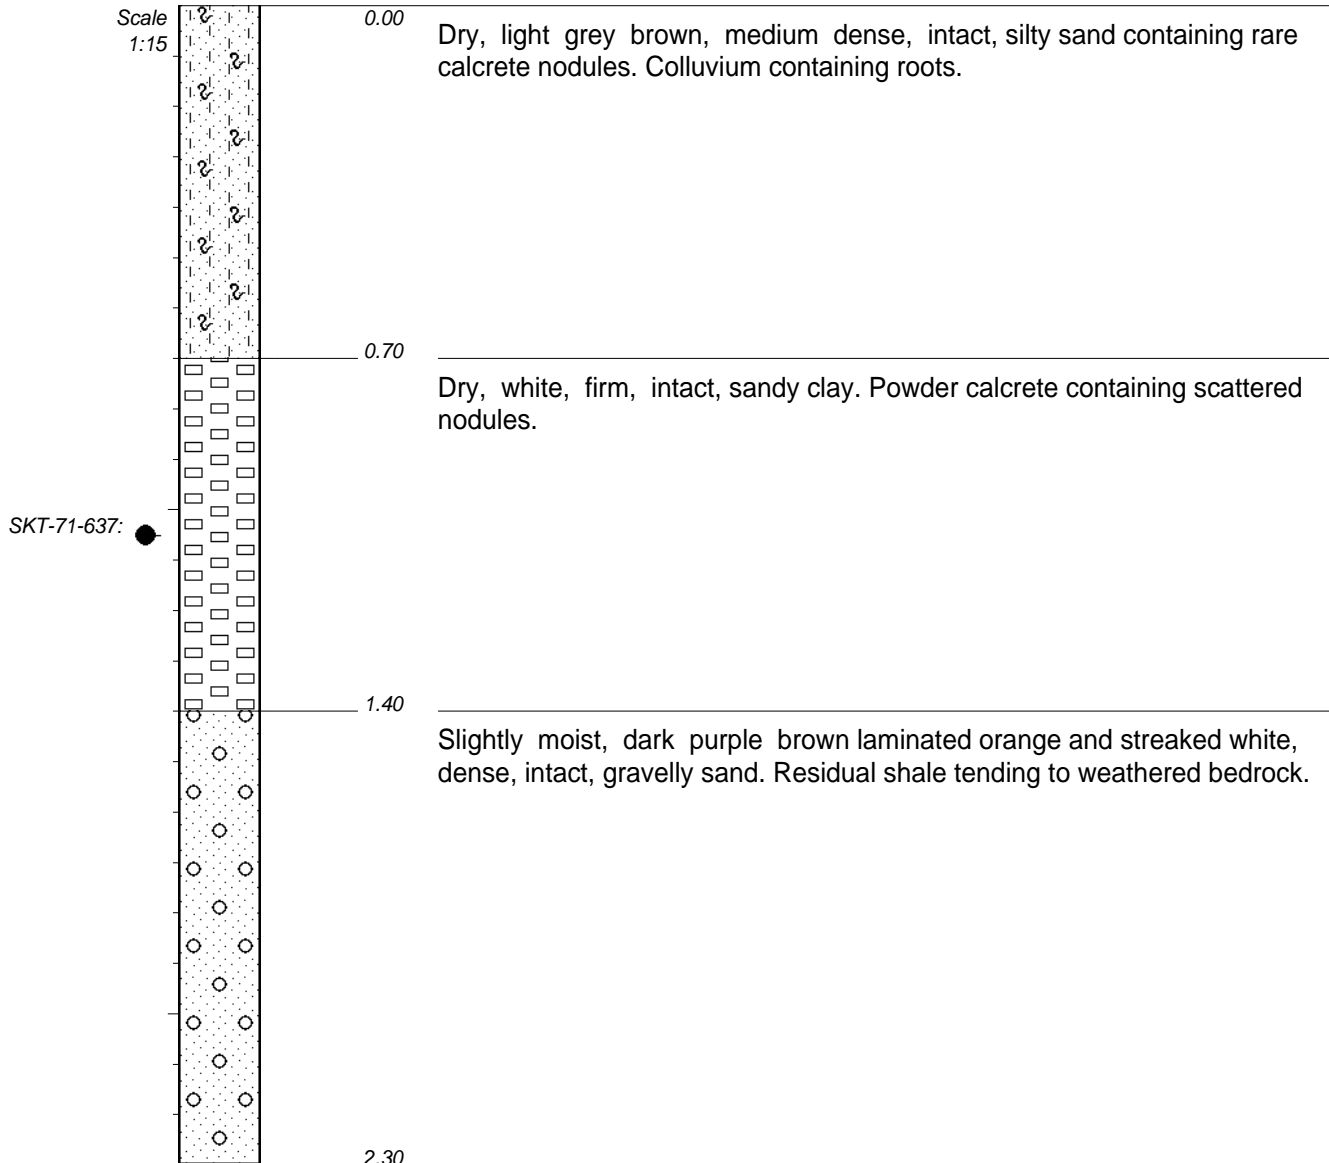 Scale
1:15
0.00
Dry, light grey brown, medium dense, intact, silty sand containing rare
calcrete nodules. Colluvium containing roots.
0.70
Dry, white, firm, intact, sandy clay. Powder calcrete containing scattered
nodules.
SKT-71-637:
1.40
Slightly moist, dark purple brown laminated orange and streaked white,
dense, intact, gravelly sand. Residual shale tending to weathered bedrock.
2.30